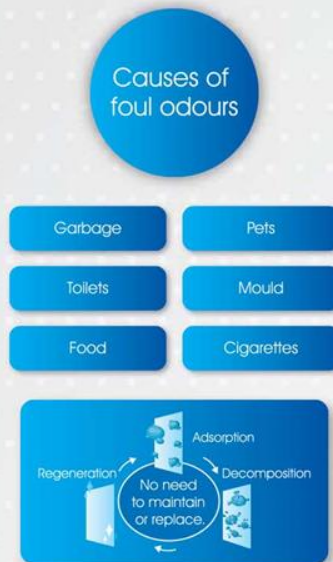 Causes of
foul odours
Garbage
Pets
Toilets
Mould
Food
Cigarettes
Adsorption
Regeneration
Decomposition
No need
to maintain
or replace.